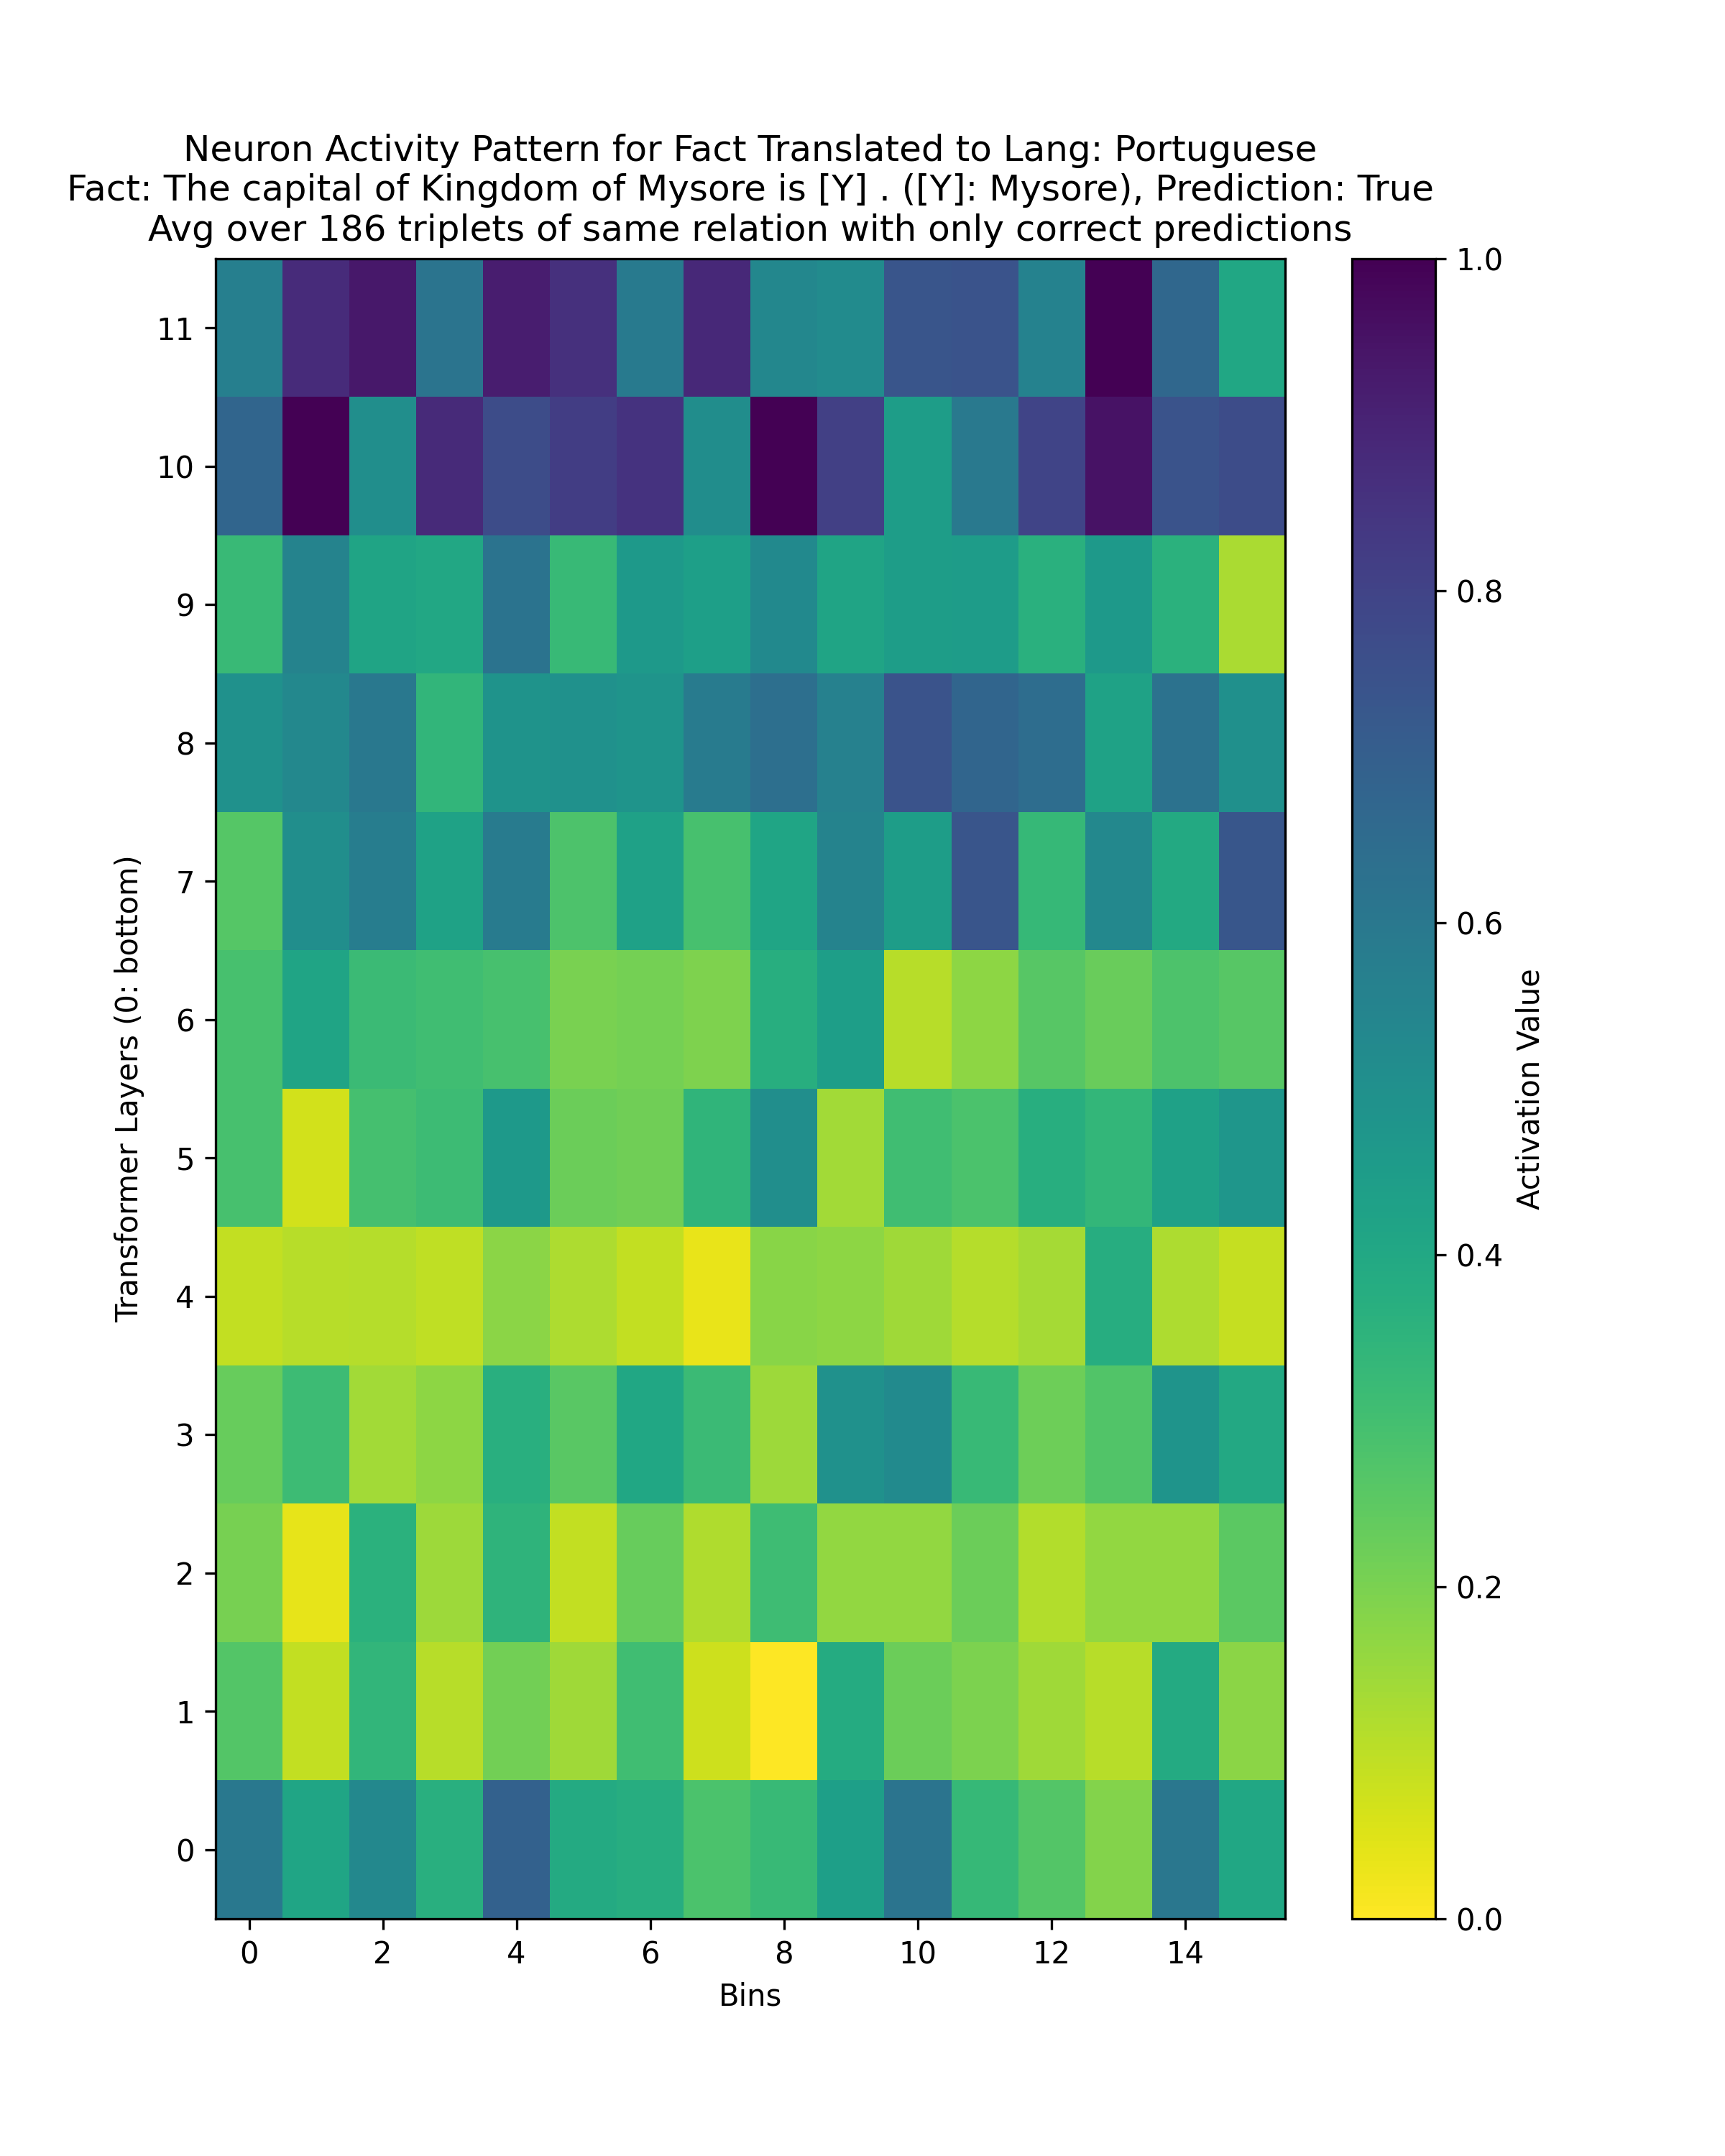 Neuron Activity Pattern for Fact Translated to Lang: Portuguese
Fact: The capital of Kingdom of Mysore is [Y] . ([Y]: Mysore), Prediction: True
Avg over 186 triplets of same relation with only correct predictions
11
10
9
8
7
6
5
4
3
2
1
0
Transformer Layers (0: bottom)
0 2 4 6 8 10 12 14
Bins
1.0
0.8
0.6
0.4
0.2
0.0
Activation Value